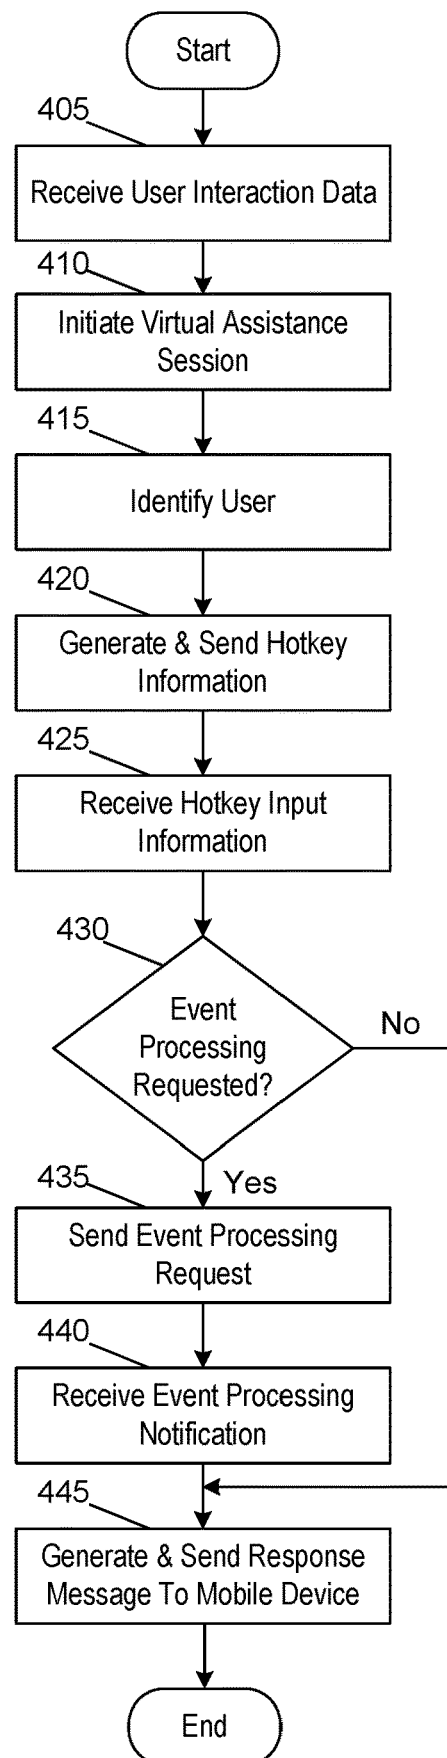 Start
405
Receive User Interaction Data
410
Initiate Virtual Assistance
Session
415
Identify User
420
Generate & Send Hotkey
Information
425
Receive Hotkey Input
Information
430
Event
Processing
Requested?
No
Yes
435
Send Event Processing
Request
440
Receive Event Processing
Notification
445
Generate & Send Response
Message To Mobile Device
End